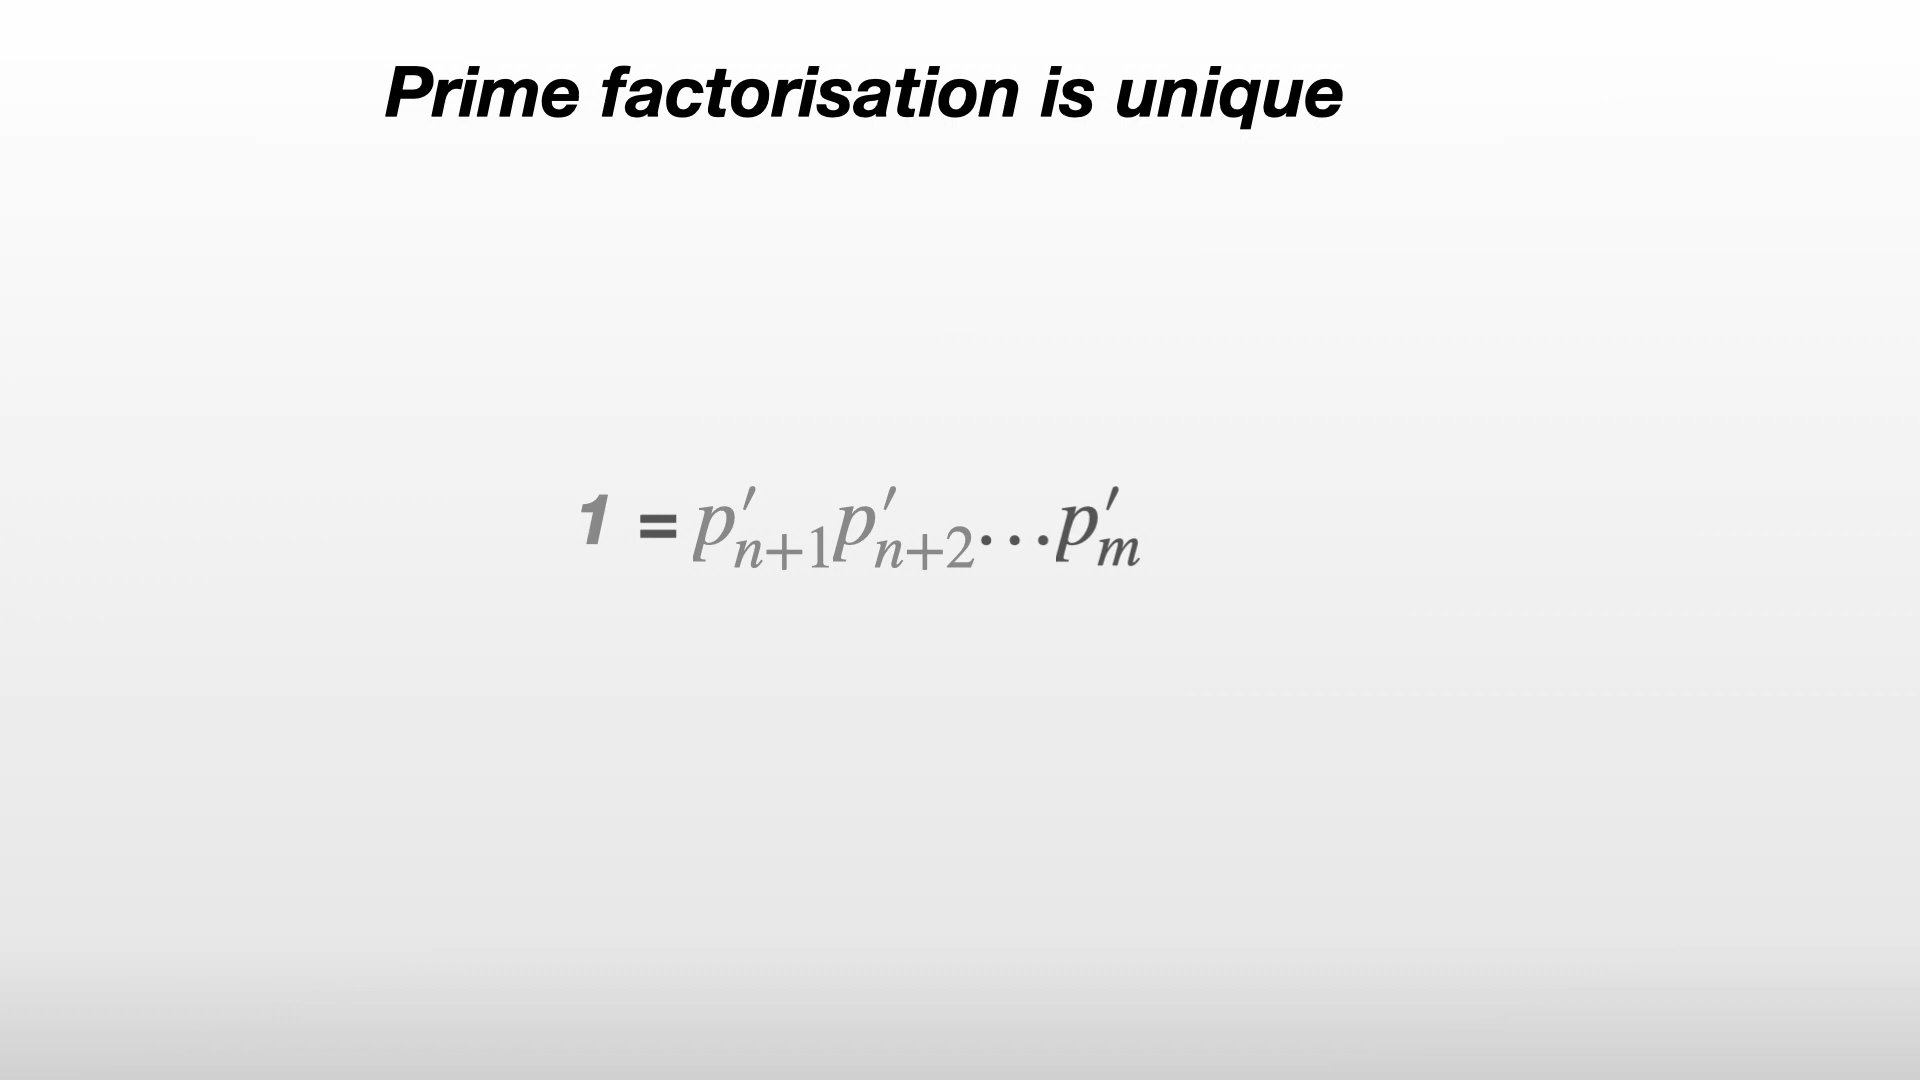 Prime factorisation is unique
1 = p′ₙ₊₁p′ₙ₊₂…p′ₘ